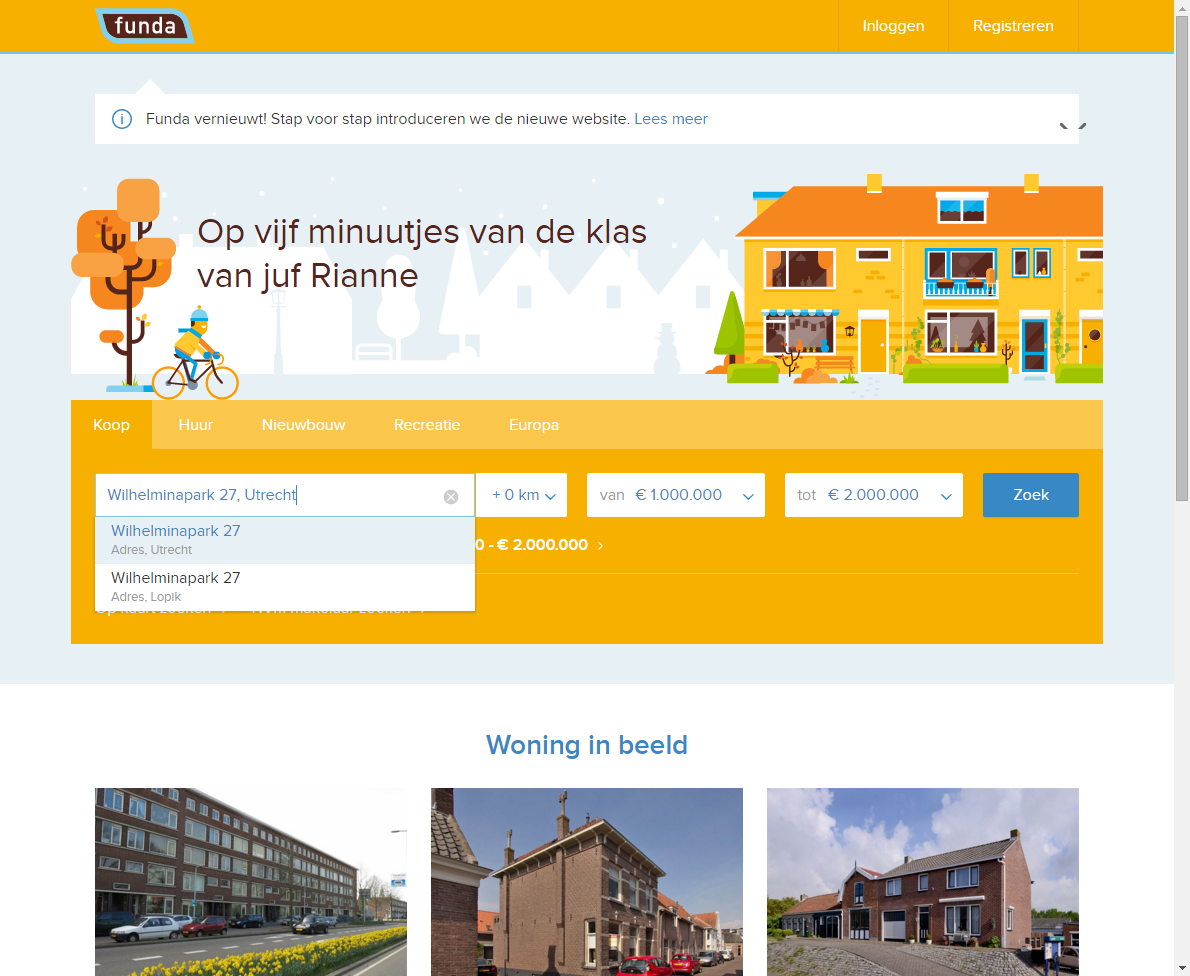 funda
Inloggen
Registreren
Funda vernieuwt! Stap voor stap introduceren we de nieuwe website. Lees meer
Op vijf minuutjes van de klas
van juf Rianne
Koop
Huur
Nieuwbouw
Recreatie
Europa
Wilhelminapark 27, Utrecht
+ 0 km
van € 1.000.000
tot € 2.000.000
Zoek
Wilhelminapark 27
Adres, Utrecht
0 - € 2.000.000
Wilhelminapark 27
Adres, Lopik
Woning in beeld